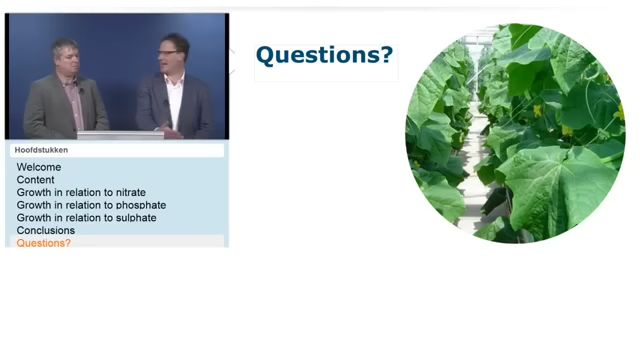 Questions?
Hoofdstukken
Welcome
Content
Growth in relation to nitrate
Growth in relation to phosphate
Growth in relation to sulphate
Conclusions
Questions?